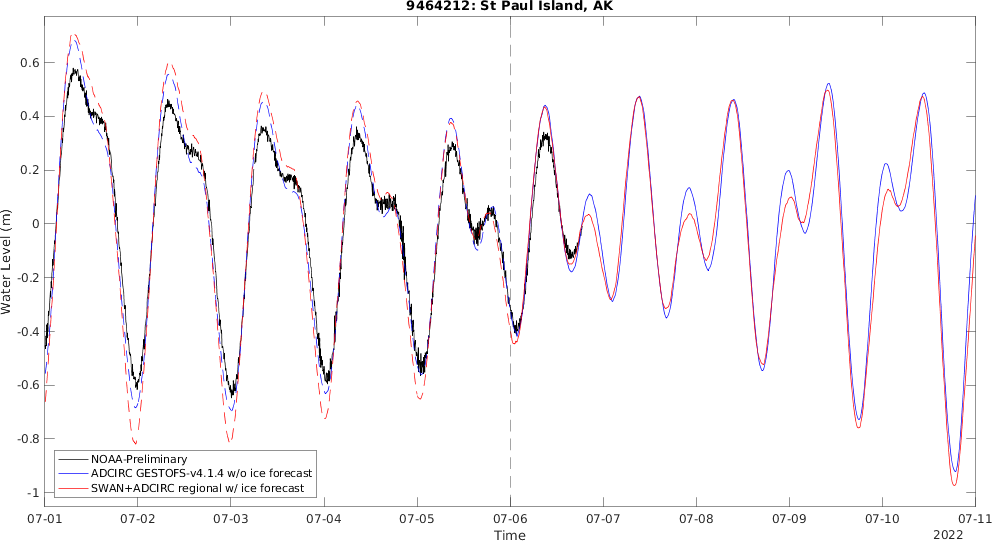 9464212: St Paul Island, AK
0.6
0.4
0.2
0
-0.2
-0.4
-0.6
-0.8
-1
Water Level (m)
NOAA-Preliminary
ADCIRC GESTOFS-v4.1.4 w/o ice forecast
SWAN+ADCIRC regional w/ ice forecast
07-01 07-02 07-03 07-04 07-05 07-06 07-07 07-08 07-09 07-10 07-11
Time
2022